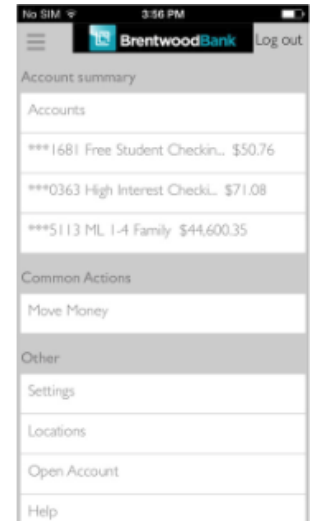 No SIM 3:56 PM
BrentwoodBank Log out
Account summary
Accounts
***1681 Free Student Checkin... $50.76
***0363 High Interest Checki... $71.08
***5113 ML 1-4 Family $44,600.35
Common Actions
Move Money
Other
Settings
Locations
Open Account
Help